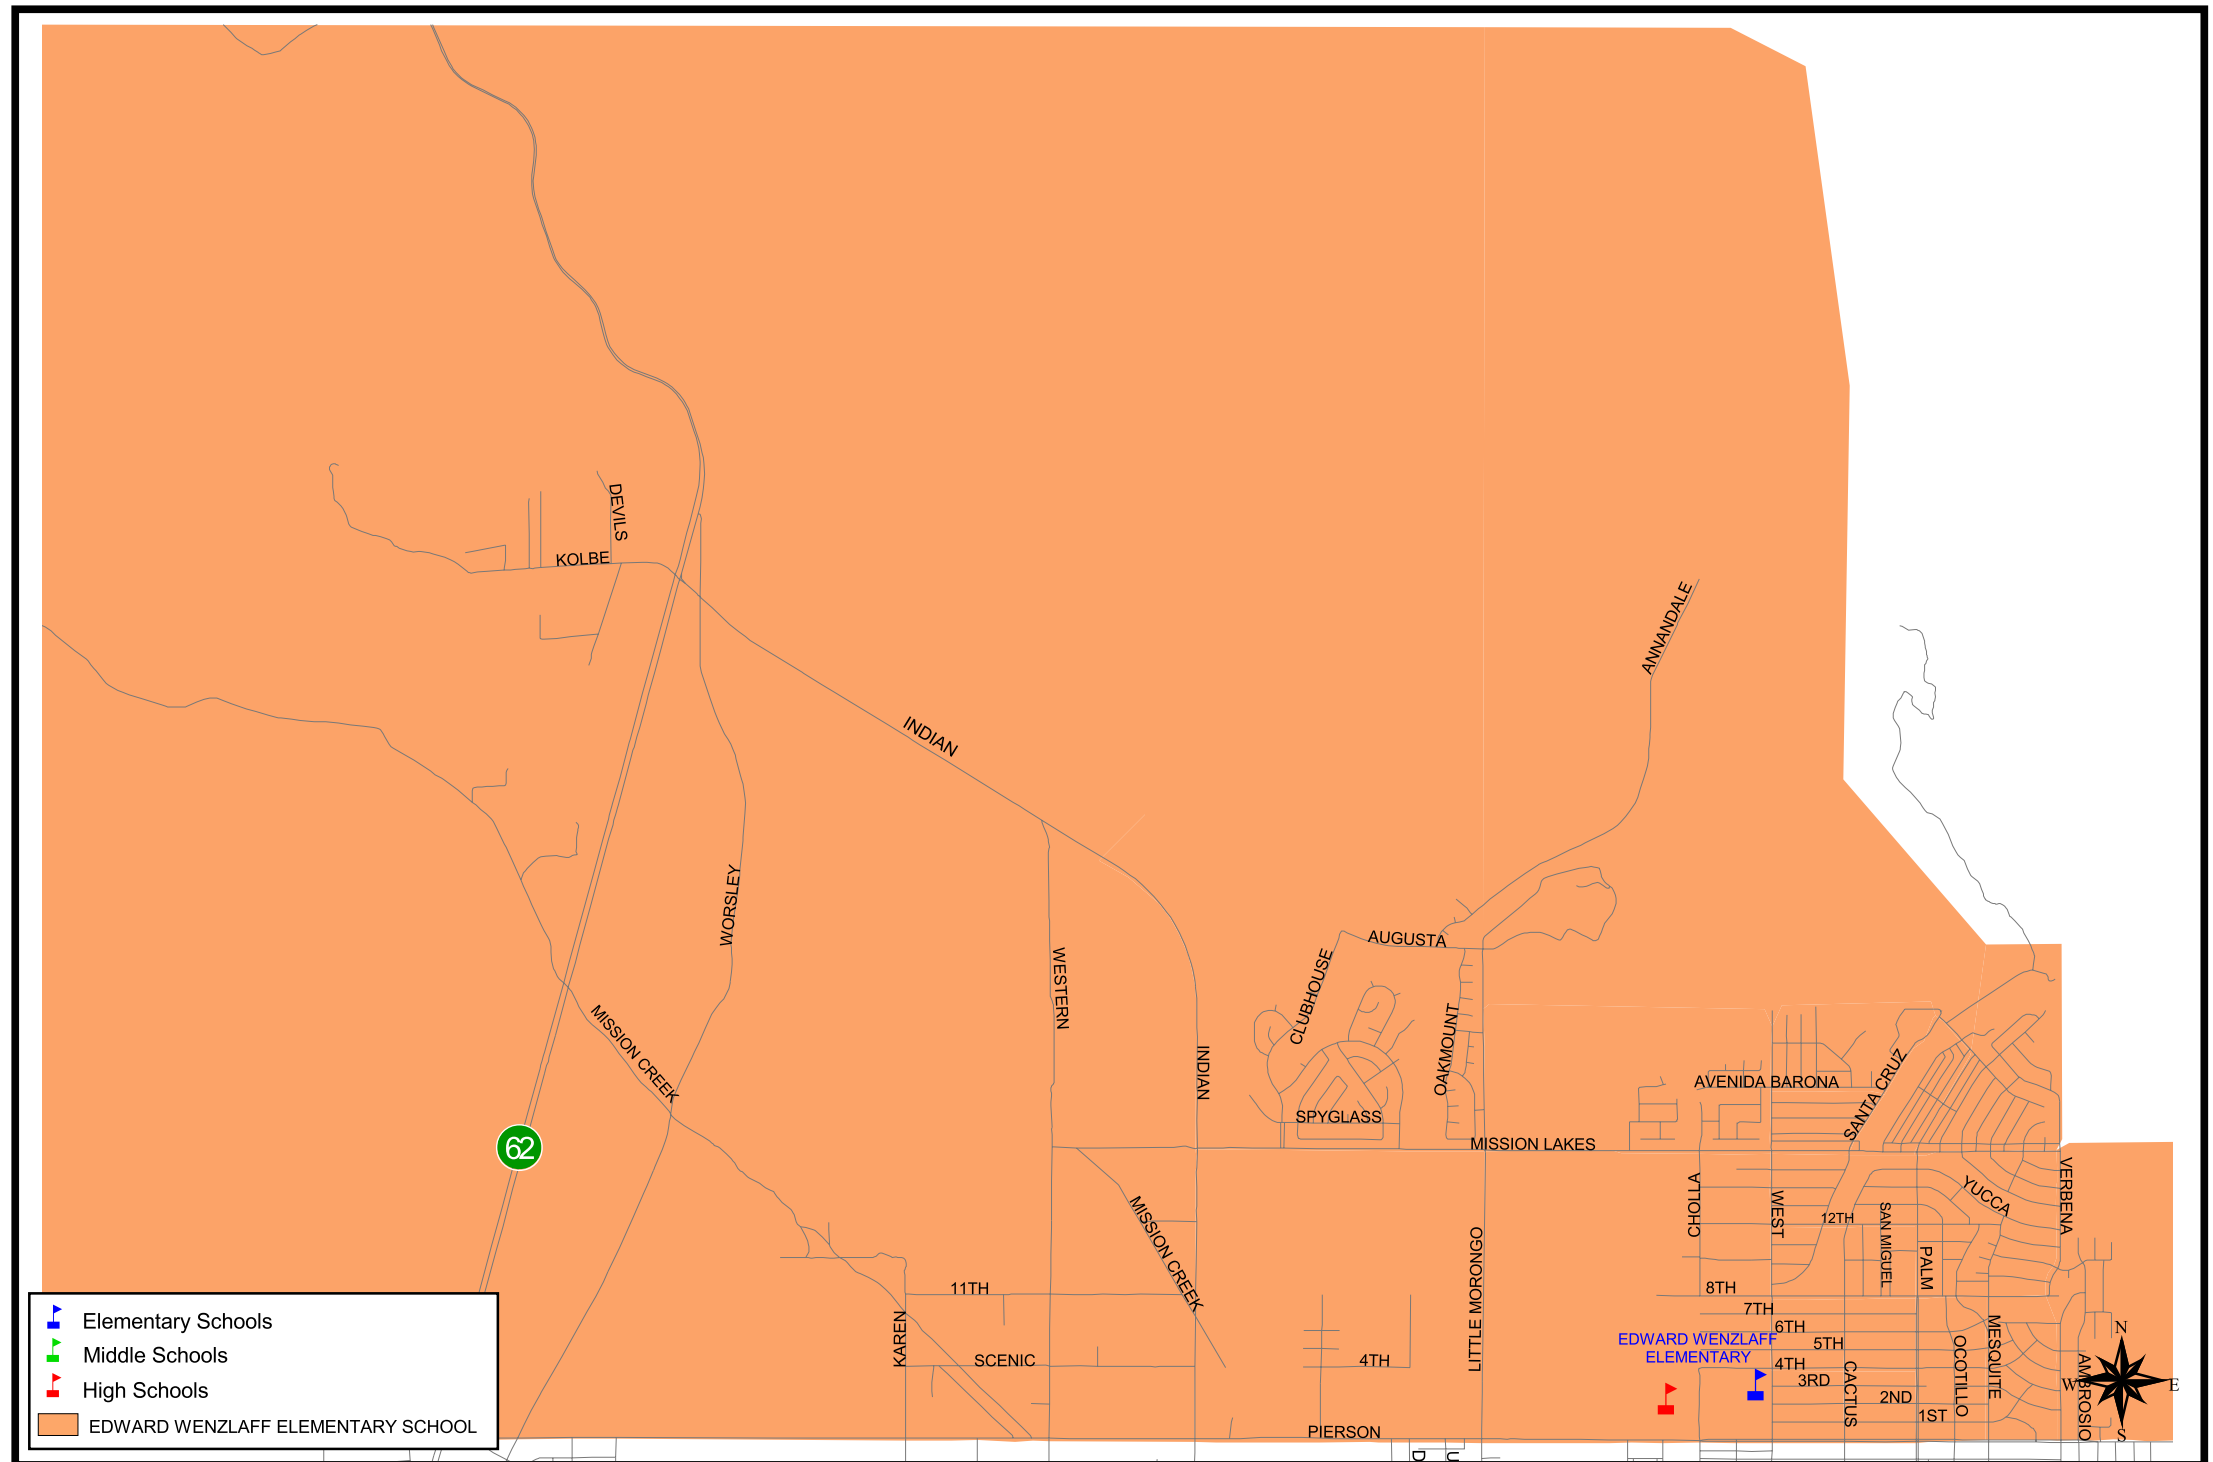 DEVILS
KOLBE
ANNANDALE
INDIAN
WORSLEY
AUGUSTA
CLUBHOUSE
WESTERN
OAKMOUNT
MISSION CREEK
INDIAN
AVENIDA BARONA
SANTA CRUZ
SPYGLASS
62
MISSION LAKES
CHOLLA
WEST
YUCCA
VERBENA
MISSION CREEK
12TH
SAN MIGUEL
PALM
LITTLE MORONGO
11TH
8TH
7TH
KAREN
6TH
5TH
EDWARD WENZLAFF
ELEMENTARY
SCENIC
4TH
4TH
3RD
2ND
1ST
CACTUS
OCOTILLO
MESQUITE
AMBROSIO
PIERSON
D
U
N
W
E
S
Elementary Schools
Middle Schools
High Schools
EDWARD WENZLAFF ELEMENTARY SCHOOL